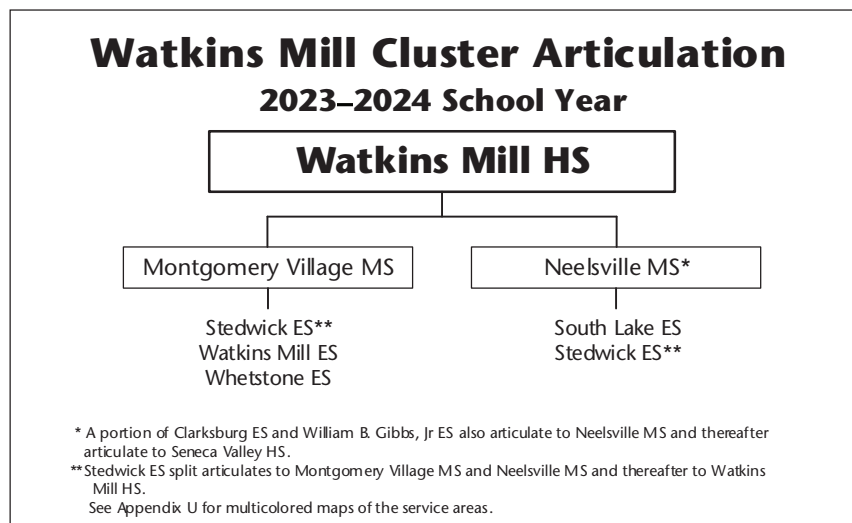 Watkins Mill Cluster Articulation
2023–2024 School Year
Watkins Mill HS
Montgomery Village MS
Neelsville MS*
Stedwick ES**
Watkins Mill ES
Whetstone ES
South Lake ES
Stedwick ES**
* A portion of Clarksburg ES and William B. Gibbs, Jr ES also articulate to Neelsville MS and thereafter
articulate to Seneca Valley HS.
**Stedwick ES split articulates to Montgomery Village MS and Neelsville MS and thereafter to Watkins
Mill HS.
See Appendix U for multicolored maps of the service areas.